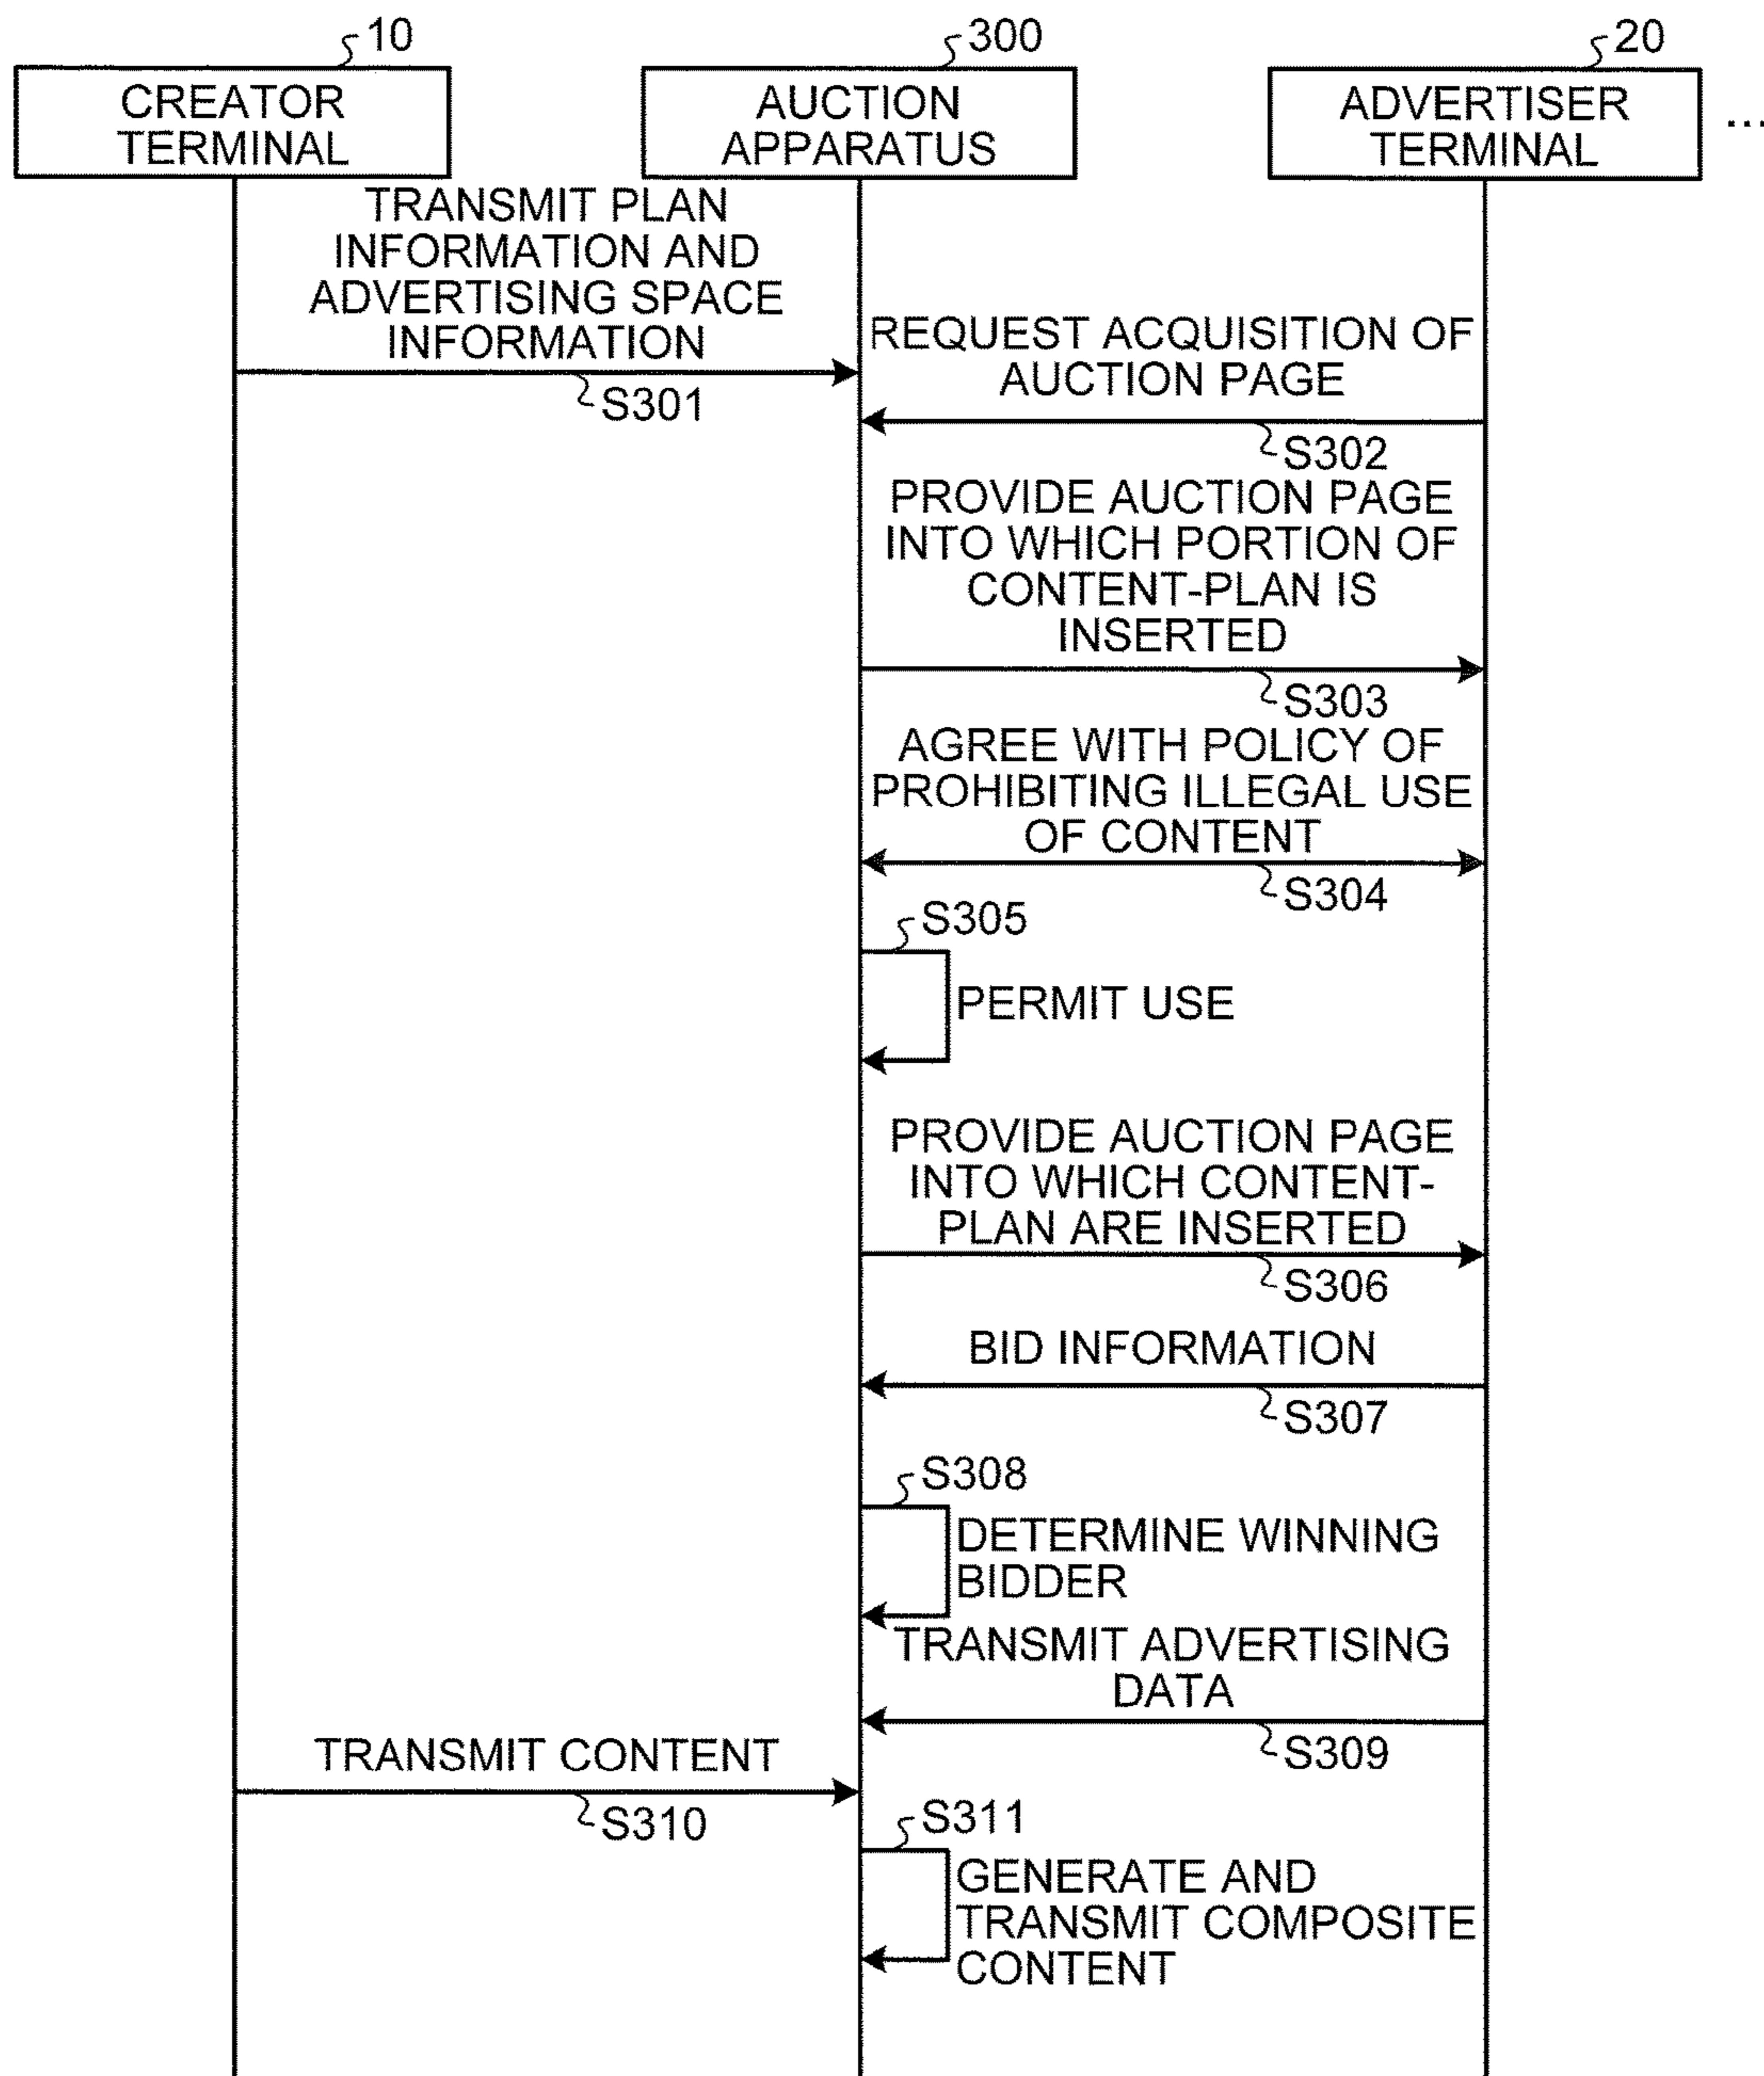 10
300
20
CREATOR
TERMINAL
AUCTION
APPARATUS
ADVERTISER
TERMINAL
...
TRANSMIT PLAN
INFORMATION AND
ADVERTISING SPACE
INFORMATION
S301
REQUEST ACQUISITION OF
AUCTION PAGE
S302
PROVIDE AUCTION PAGE
INTO WHICH PORTION OF
CONTENT-PLAN IS
INSERTED
S303
AGREE WITH POLICY OF
PROHIBITING ILLEGAL USE
OF CONTENT
S304
S305
PERMIT USE
PROVIDE AUCTION PAGE
INTO WHICH CONTENT-
PLAN ARE INSERTED
S306
BID INFORMATION
S307
S308
DETERMINE WINNING
BIDDER
TRANSMIT ADVERTISING
DATA
S309
TRANSMIT CONTENT
S310
S311
GENERATE AND
TRANSMIT COMPOSITE
CONTENT